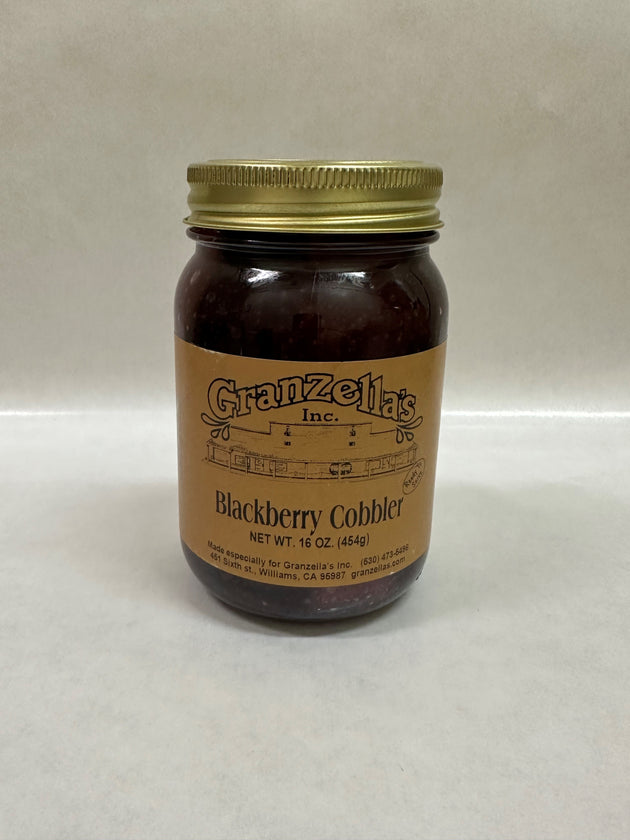 Granzella's
Inc.
Blackberry Cobbler
NET WT. 16 OZ. (454g)
Made especially for Granzella's Inc. (530) 473-5496
451 Sixth st., Williams, CA 95987 granzellas.com